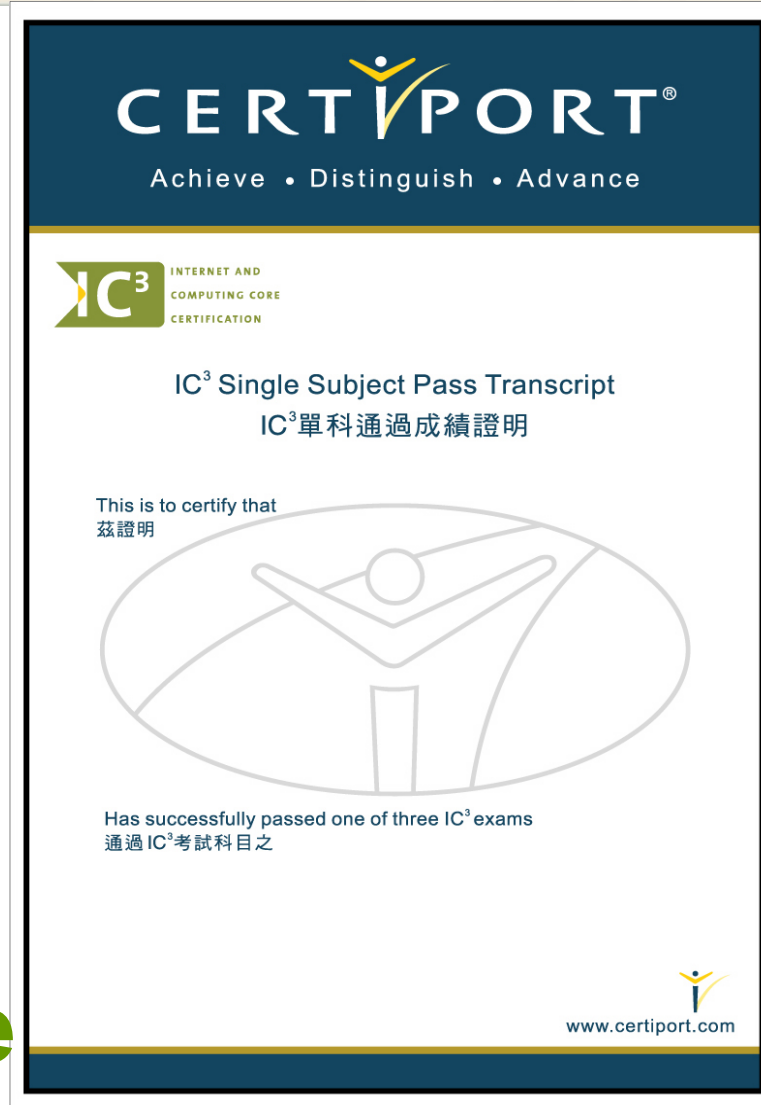 CERTIPORT®
Achieve • Distinguish • Advance
IC³
INTERNET AND
COMPUTING CORE
CERTIFICATION
IC³ Single Subject Pass Transcript
IC³單科通過成績證明
This is to certify that
茲證明
Has successfully passed one of three IC³ exams
通過IC³考試科目之
www.certiport.com
e